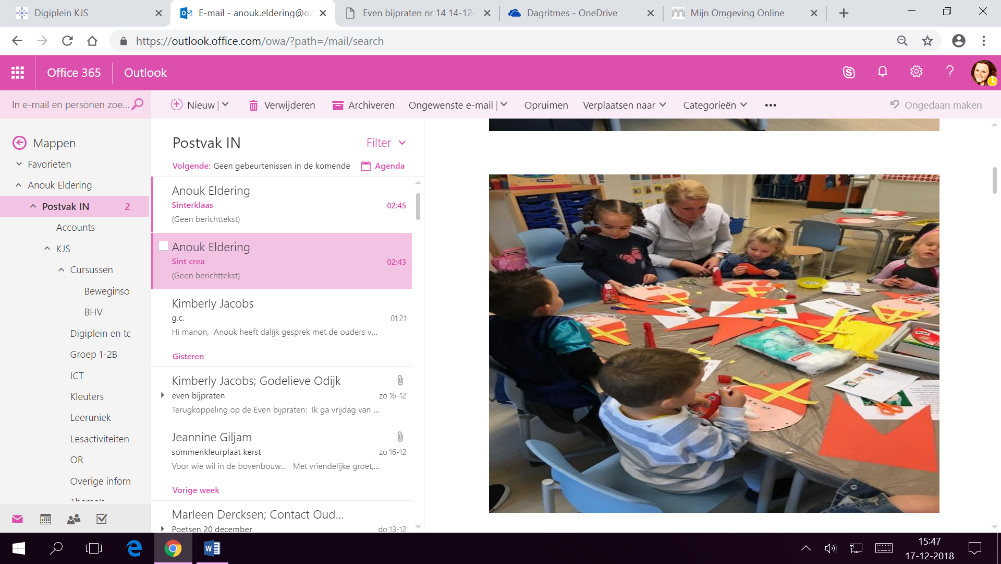 Digiplein KJS
E-mail - anouk.eldering@o
Even bijpraten nr 14 14-12-
Dagritmes - OneDrive
Mijn Omgeving Online
https://outlook.office.com/owa/?path=/mail/search
Office 365
Outlook
In e-mail en personen zoe...
Nieuw
Verwijderen
Archiveren
Ongewenste e-mail
Opruimen
Verplaatsen naar
Categorieën
Ongedaan maken
Mappen
Favorieten
Anouk Eldering
Postvak IN 2
Accounts
KJS
Cursussen
Beweginso
BHV
Digiplein en tc
Groep 1-2B
ICT
Kleuters
Leeruniek
Lesactiviteiten
OR
Overige inform
Thema's
Postvak IN
Filter
Volgende: Geen gebeurtenissen in de komende
Agenda
Anouk Eldering
Sinterklaas 02:45
(Geen berichttekst)
Anouk Eldering
Sint crea 02:43
(Geen berichttekst)
Kimberly Jacobs
g.c. 01:21
Hi manon, Anouk heeft dalijk gesprek met de ouders v...
Gisteren
Kimberly Jacobs; Godelieve Odijk
even bijpraten zo 16-12
Terugkoppeling op de Even bijpraten: Ik ga vrijdag van ...
Jeannine Giljam
sommenkleurplaat kerst zo 16-12
Voor wie wil in de bovenbouw... Met vriendelijke groet,...
Vorige week
Marleen Dercksen; Contact Oud...
Poetsen 20 december do 13-12
15:47
17-12-2018